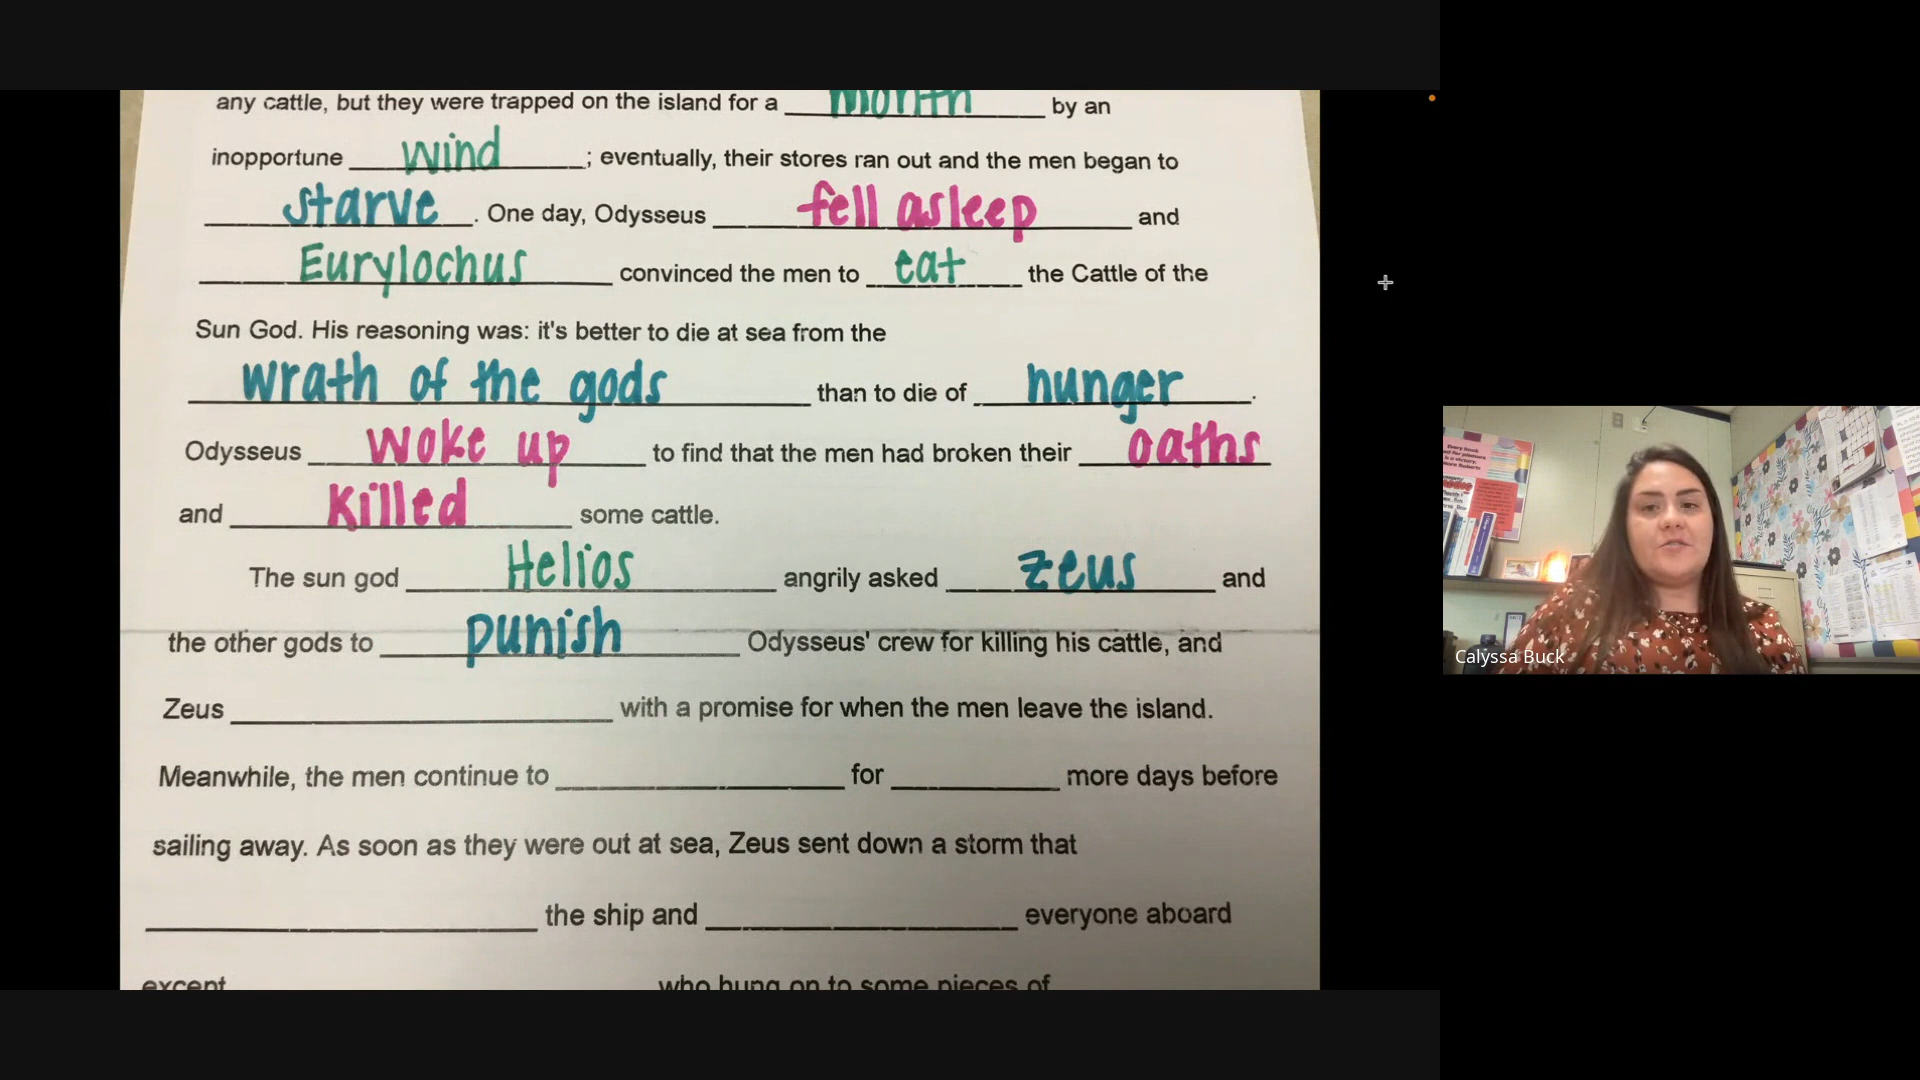 any cattle, but they were trapped on the island for a month by an
inopportune wind; eventually, their stores ran out and the men began to
starve. One day, Odysseus fell asleep and
Eurylochus convinced the men to eat the Cattle of the
Sun God. His reasoning was: it's better to die at sea from the
wrath of the gods than to die of hunger.
Odysseus woke up to find that the men had broken their oaths
and killed some cattle.
The sun god Helios angrily asked Zeus and
the other gods to punish Odysseus' crew for killing his cattle, and
Zeus with a promise for when the men leave the island.
Meanwhile, the men continue to for more days before
sailing away. As soon as they were out at sea, Zeus sent down a storm that
the ship and everyone aboard
except who hung on to some pieces of
Calyssa Buck